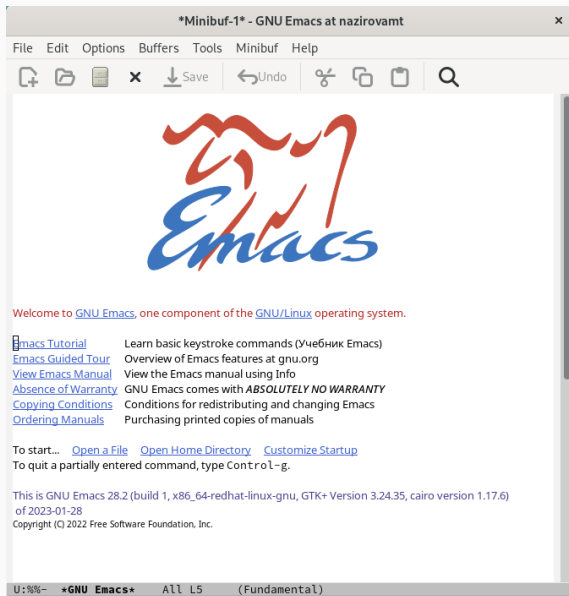 *Minibuf-1* - GNU Emacs at nazirovamt
File Edit Options Buffers Tools Minibuf Help
Save Undo
Emacs
Welcome to GNU Emacs, one component of the GNU/Linux operating system.
Emacs Tutorial Learn basic keystroke commands (Учебник Emacs)
Emacs Guided Tour Overview of Emacs features at gnu.org
View Emacs Manual View the Emacs manual using Info
Absence of Warranty GNU Emacs comes with ABSOLUTELY NO WARRANTY
Copying Conditions Conditions for redistributing and changing Emacs
Ordering Manuals Purchasing printed copies of manuals
To start... Open a File Open Home Directory Customize Startup
To quit a partially entered command, type Control-g.
This is GNU Emacs 28.2 (build 1, x86_64-redhat-linux-gnu, GTK+ Version 3.24.35, cairo version 1.17.6)
of 2023-01-28
Copyright (C) 2022 Free Software Foundation, Inc.
U:%%- *GNU Emacs* All L5 (Fundamental)